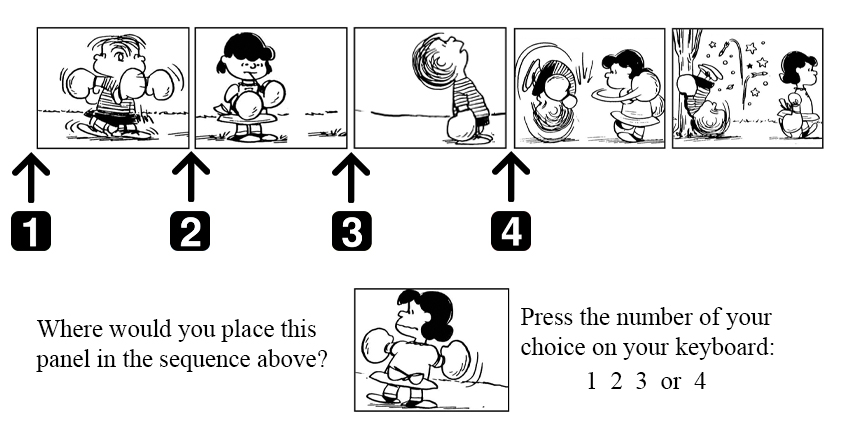 1
2
3
4
Where would you place this
panel in the sequence above?
Press the number of your
choice on your keyboard:
1 2 3 or 4